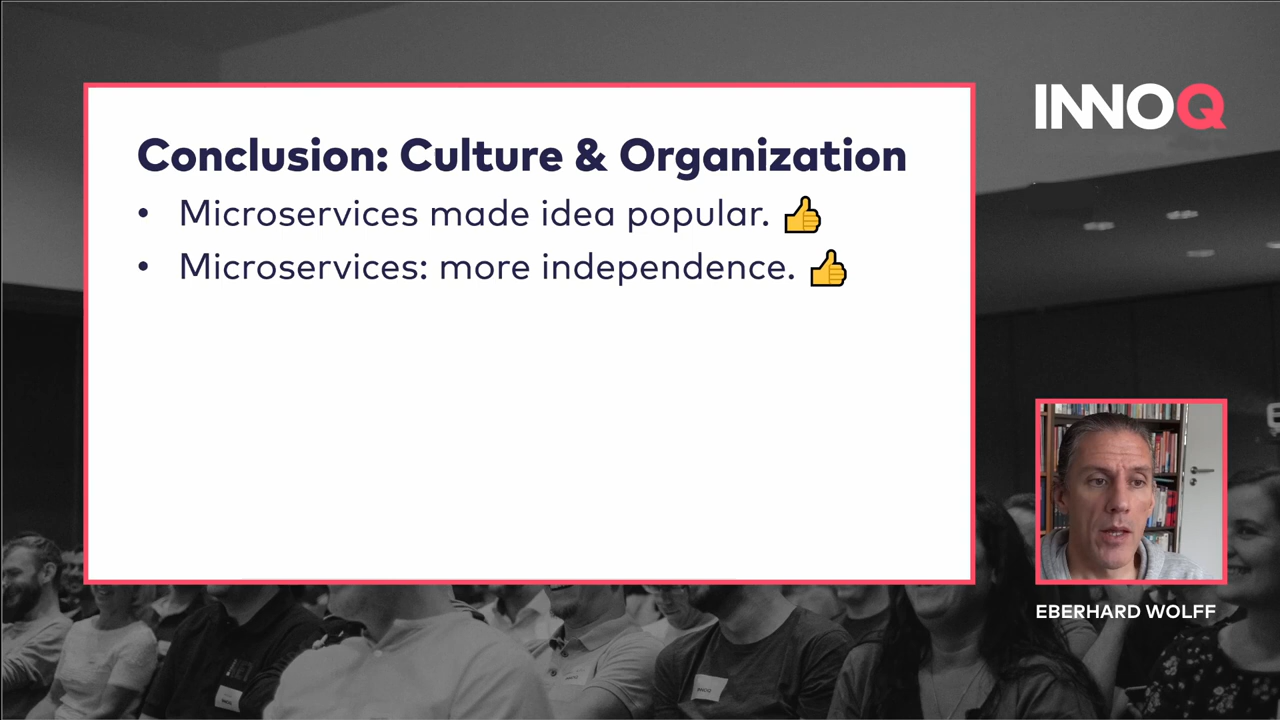 INNOQ
Conclusion: Culture & Organization
• Microservices made idea popular. 👍
• Microservices: more independence. 👍
EBERHARD WOLFF